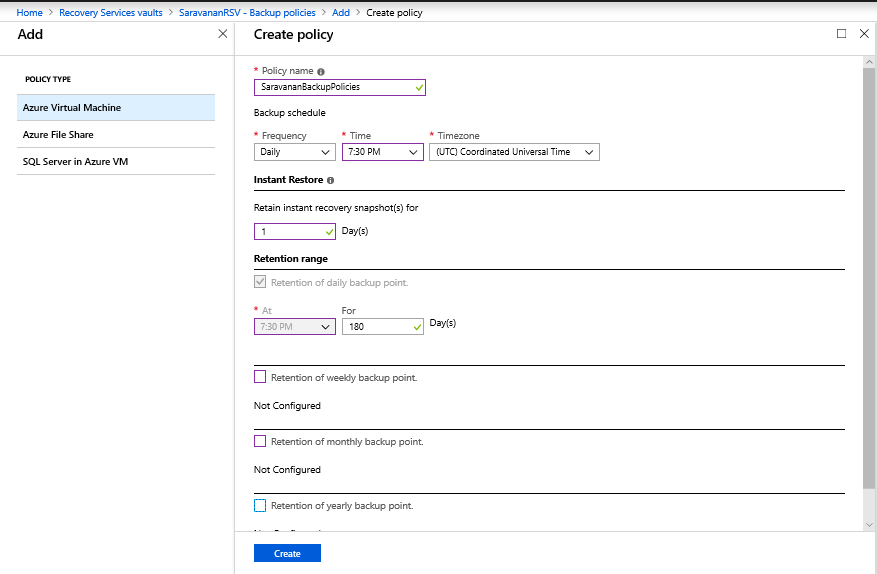 Home > Recovery Services vaults > SaravananRSV - Backup policies > Add > Create policy
Add
POLICY TYPE
Azure Virtual Machine
Azure File Share
SQL Server in Azure VM
Create policy
* Policy name
SaravananBackupPolicies
Backup schedule
* Frequency * Time * Timezone
Daily 7:30 PM (UTC) Coordinated Universal Time
Instant Restore
Retain instant recovery snapshot(s) for
1 Day(s)
Retention range
Retention of daily backup point.
* At For
7:30 PM 180 Day(s)
Retention of weekly backup point.
Not Configured
Retention of monthly backup point.
Not Configured
Retention of yearly backup point.
Create